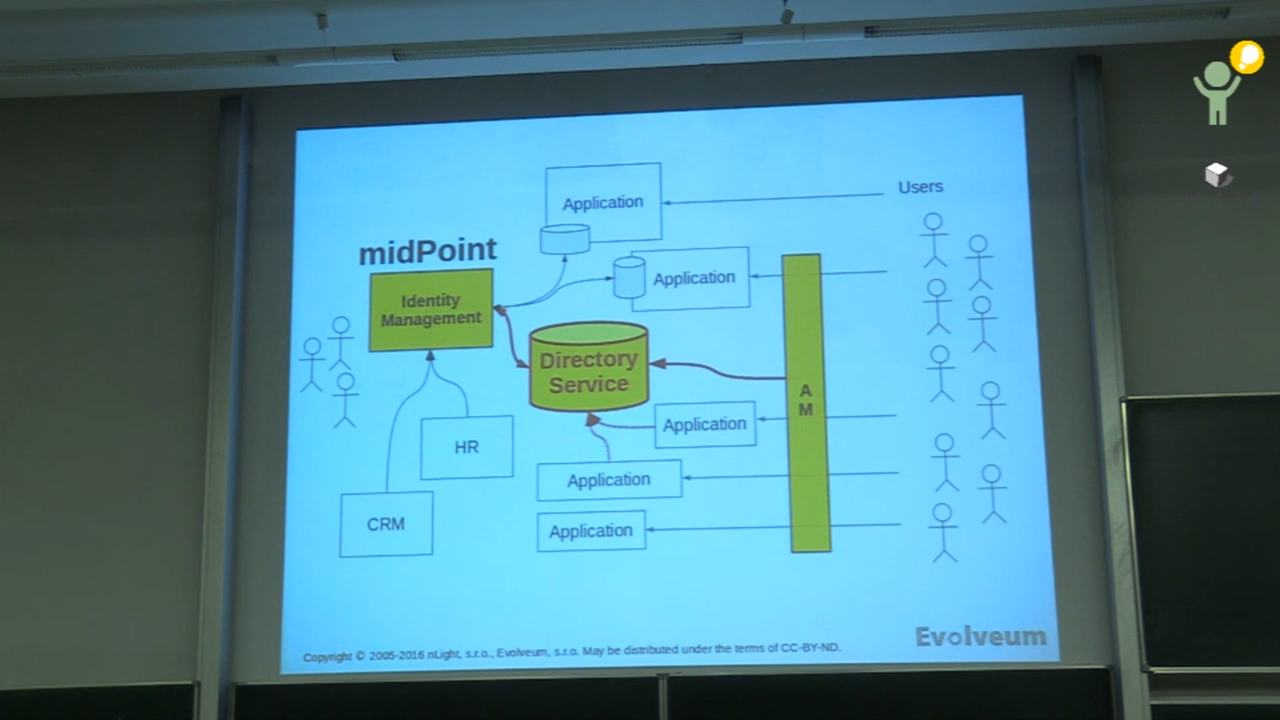 Users
Application
midPoint
Application
Identity
Management
Directory
Service
A
M
Application
HR
Application
CRM
Application
Evolveum
Copyright © 2005-2016 nLight, s.r.o., Evolveum, s.r.o. May be distributed under the terms of CC-BY-ND.